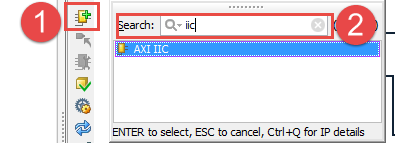 1
2
Search: iic
AXI IIC
ENTER to select, ESC to cancel, Ctrl+Q for IP details